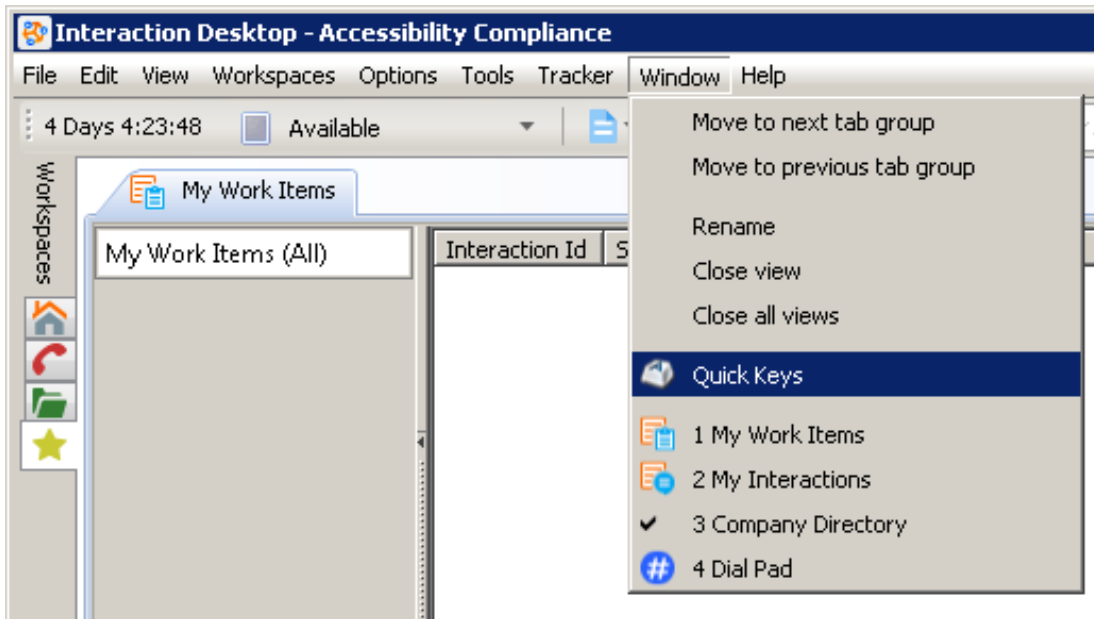 Interaction Desktop - Accessibility Compliance
File Edit View Workspaces Options Tools Tracker Window Help
4 Days 4:23:48 Available
Workspaces
My Work Items
My Work Items (All)
Interaction Id S
Move to next tab group
Move to previous tab group
Rename
Close view
Close all views
Quick Keys
1 My Work Items
2 My Interactions
3 Company Directory
# 4 Dial Pad